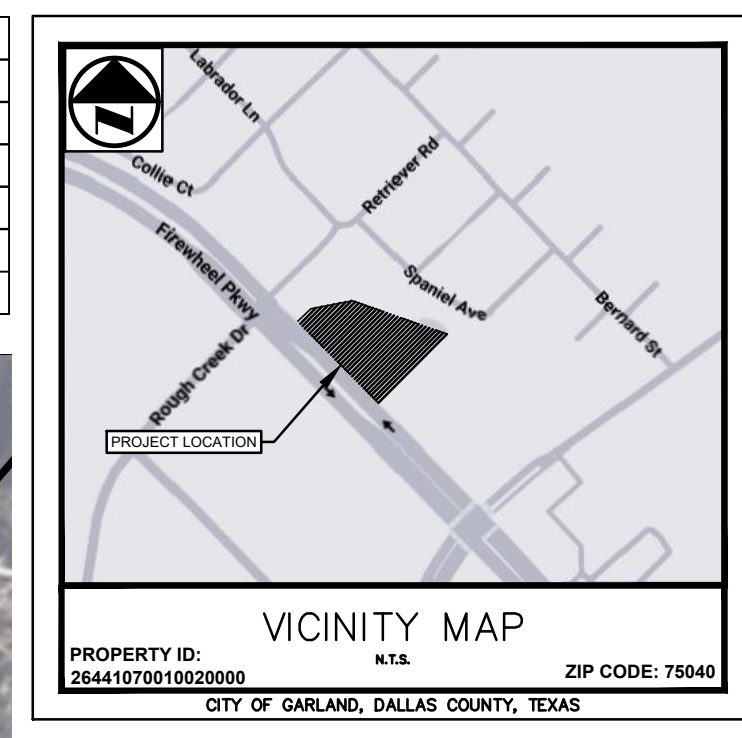 N
Labrador Ln
Collie Ct
Retriever Rd
Firewheel Pkwy
Spaniel Ave
Bernard St
Rough Creek Dr
PROJECT LOCATION
VICINITY MAP
N.T.S.
PROPERTY ID:
26441070010020000
ZIP CODE: 75040
CITY OF GARLAND, DALLAS COUNTY, TEXAS